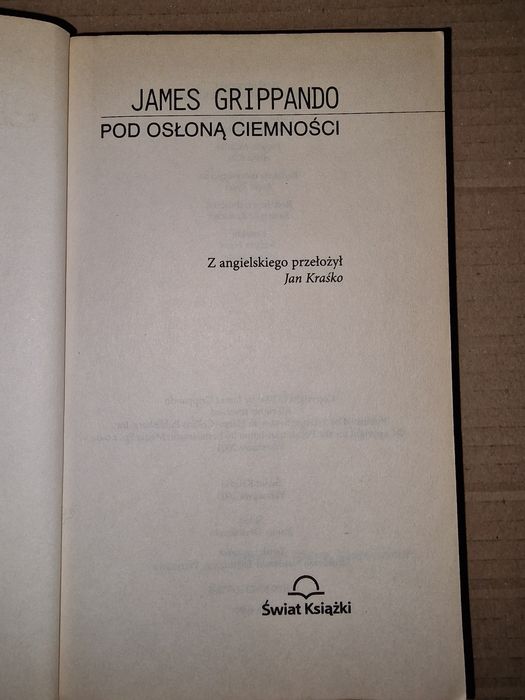 JAMES GRIPPANDO
POD OSŁONĄ CIEMNOŚCI
Z angielskiego przełożył
Jan Kraśko
Świat Książki